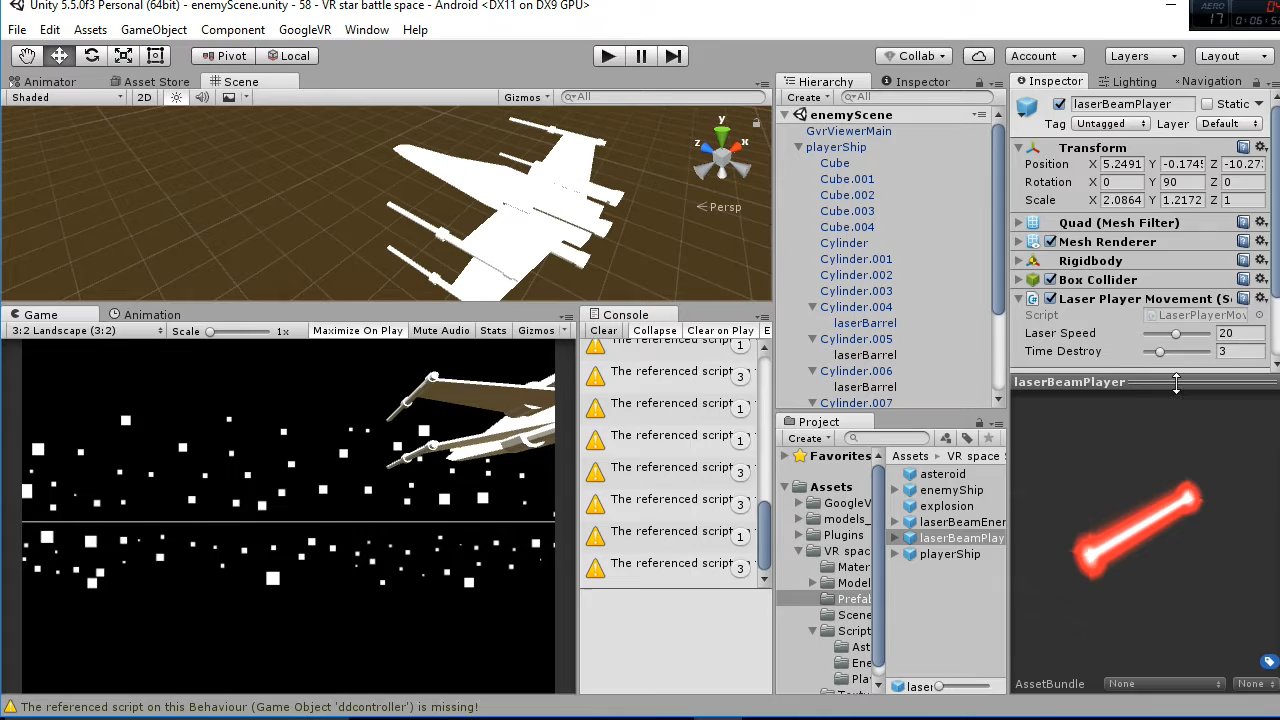 Unity 5.5.0f3 Personal (64bit) - enemyScene.unity - 58 - VR star battle space - Android <DX11 on DX9 GPU>
AERO
17
File Edit Assets GameObject Component GoogleVR Window Help
Pivot Local Collab Account Layers Layout
Animator Asset Store Scene
Shaded 2D Gizmos All
y
x
z
Persp
Game Animation
3:2 Landscape (3:2) Scale 1x Maximize On Play Mute Audio Stats Gizmos
Console
Clear Collapse Clear on Play E
The referenced script 1
The referenced script 3
The referenced script 1
The referenced script 1
The referenced script 3
The referenced script 3
The referenced script 1
The referenced script 3
Hierarchy Inspector
Create All
enemyScene
GvrViewerMain
playerShip
Cube
Cube.001
Cube.002
Cube.003
Cube.004
Cylinder
Cylinder.001
Cylinder.002
Cylinder.003
Cylinder.004
laserBarrel
Cylinder.005
laserBarrel
Cylinder.006
laserBarrel
Cylinder.007
Project
Create
Favorites
Assets
GoogleV
models_
Plugins
VR spac
Mater
Model
Prefat
Scene
Script
Ast
Ene
Pla
Assets VR space
asteroid
enemyShip
explosion
laserBeamEner
laserBeamPlay
playerShip
laser
Inspector Lighting Navigation
laserBeamPlayer Static
Tag Untagged Layer Default
Transform
Position X 5.2491 Y -0.1745 Z -10.27
Rotation X 0 Y 90 Z 0
Scale X 2.0864 Y 1.2172 Z 1
Quad (Mesh Filter)
Mesh Renderer
Rigidbody
Box Collider
Laser Player Movement (Sc
Script LaserPlayerMov
Laser Speed 20
Time Destroy 3
laserBeamPlayer
AssetBundle None None
The referenced script on this Behaviour (Game Object 'ddcontroller') is missing!